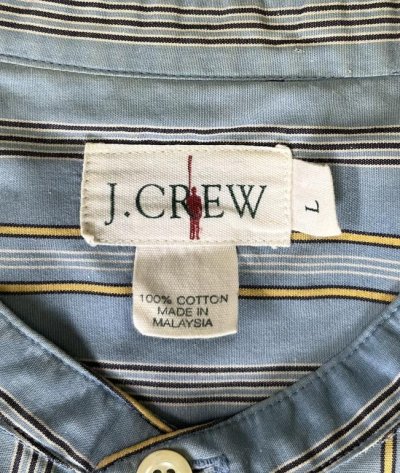 J.CREW
L
100% COTTON
MADE IN
MALAYSIA